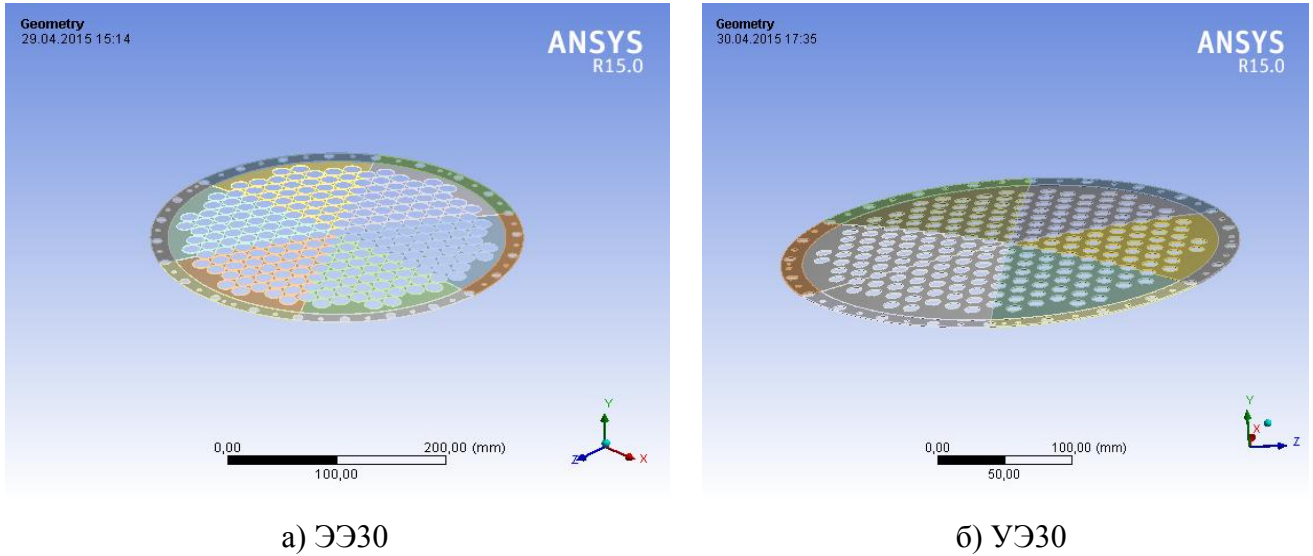 Geometry
29.04.2015 15:14
ANSYS
R15.0
Y
Z
X
0,00
200,00 (mm)
100,00
а) ЭЭ30
Geometry
30.04.2015 17:35
ANSYS
R15.0
Y
X
Z
0,00
100,00 (mm)
50,00
б) УЭ30